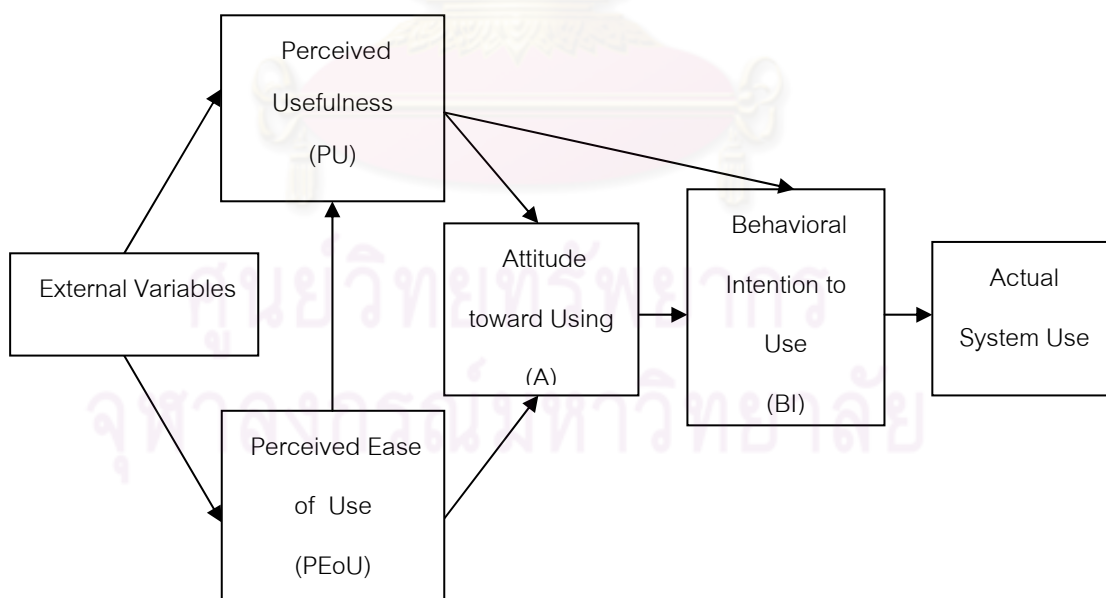 Perceived
Usefulness
(PU)
External Variables
Attitude
toward Using
(A)
Behavioral
Intention to
Use
(BI)
Actual
System Use
Perceived Ease
of Use
(PEoU)
ศูนย์วิทยทรัพยากร
จุฬาลงกรณ์มหาวิทยาลัย